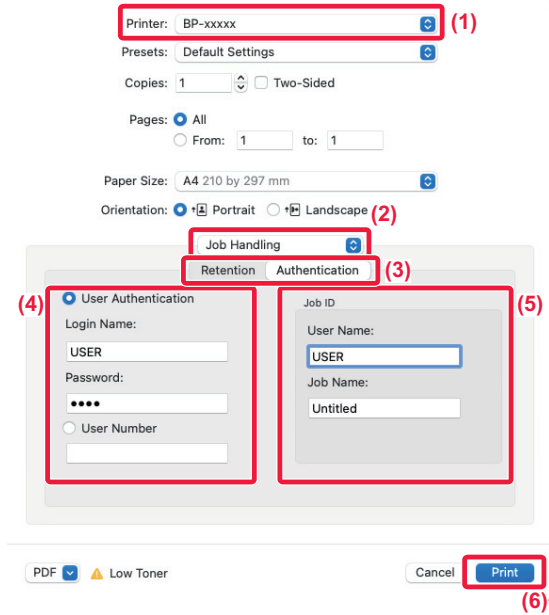 Printer: BP-xxxxx (1)
Presets: Default Settings
Copies: 1 Two-Sided
Pages: All
From: 1 to: 1
Paper Size: A4 210 by 297 mm
Orientation: Portrait Landscape (2)
Job Handling
Retention Authentication (3)
(4) User Authentication Job ID (5)
Login Name: User Name:
USER USER
Password: Job Name:
•••• Untitled
User Number
PDF Low Toner Cancel Print
(6)